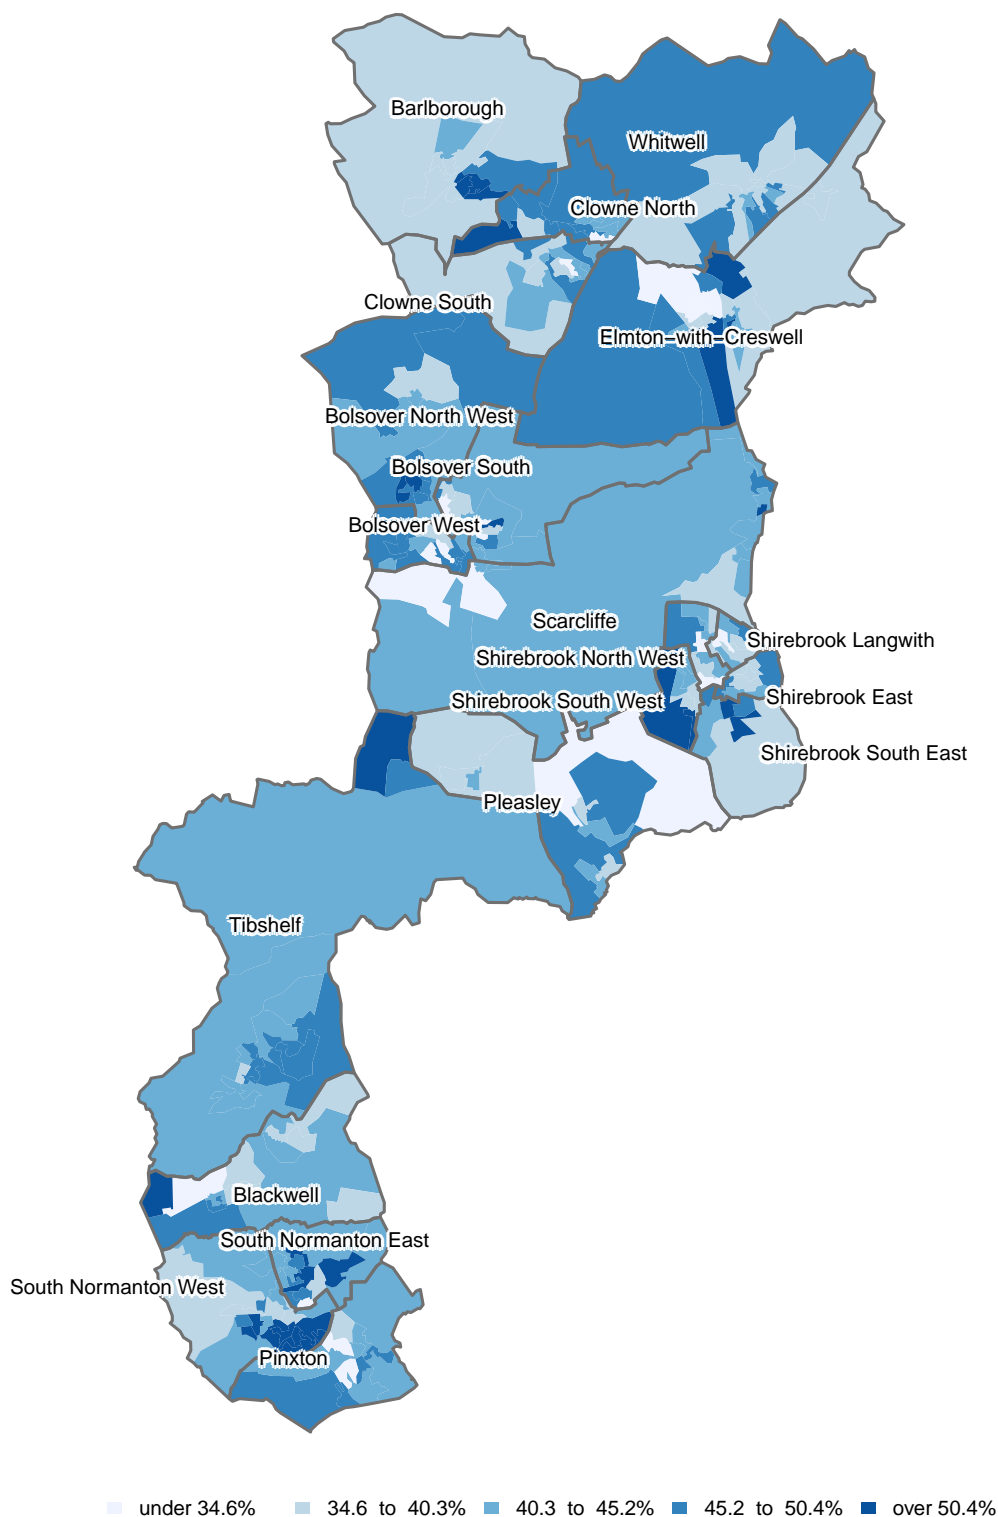 Barlborough
Whitwell
Clowne North
Clowne South
Elmton−with−Creswell
Bolsover North West
Bolsover South
Bolsover West
Scarcliffe
Shirebrook Langwith
Shirebrook North West
Shirebrook East
Shirebrook South West
Shirebrook South East
Pleasley
Tibshelf
Blackwell
South Normanton East
South Normanton West
Pinxton
under 34.6% 34.6 to 40.3% 40.3 to 45.2% 45.2 to 50.4% over 50.4%